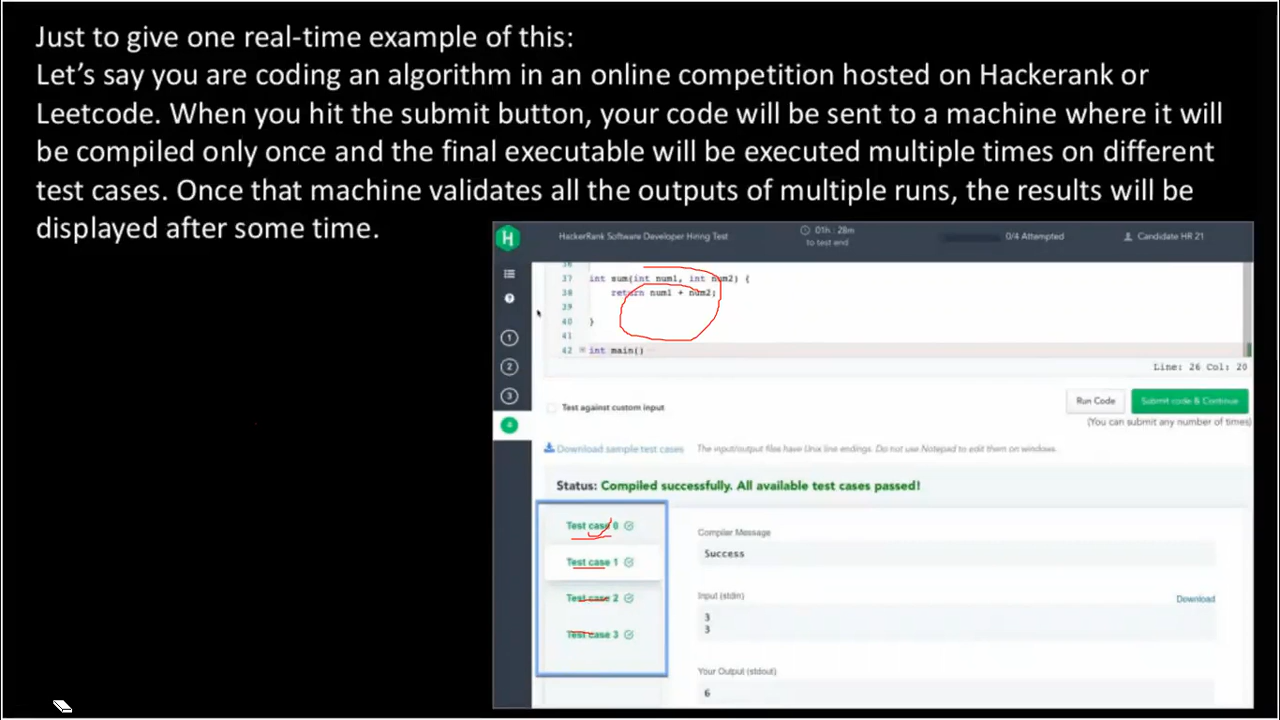 Just to give one real-time example of this:
Let's say you are coding an algorithm in an online competition hosted on Hackerank or
Leetcode. When you hit the submit button, your code will be sent to a machine where it will
be compiled only once and the final executable will be executed multiple times on different
test cases. Once that machine validates all the outputs of multiple runs, the results will be
displayed after some time.
H
HackerRank Software Developer Hiring Test
01h : 28m
to test end
0/4 Attempted
Candidate HR 21
36
37 int sum(int num1, int num2) {
38 return num1 + num2;
39
40 }
41
42 int main()
1
2
3
4
Line: 26 Col: 20
Test against custom input
Run Code
Submit code & Continue
(You can submit any number of times)
Download sample test cases
The input/output files have Unix line endings. Do not use Notepad to edit them on windows.
Status: Compiled successfully. All available test cases passed!
Test case 0
Test case 1
Test case 2
Test case 3
Compiler Message
Success
Input (stdin)
Download
3
3
Your Output (stdout)
6